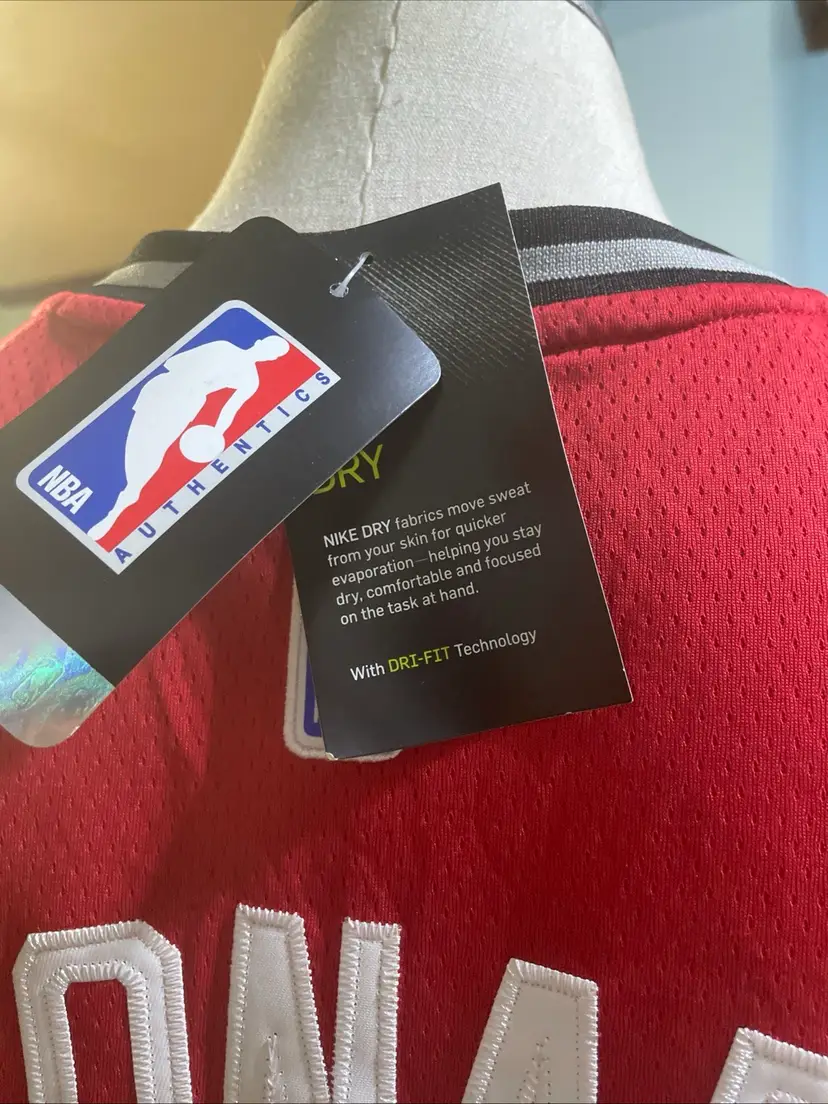 NBA
AUTHENTICS
DRY
NIKE DRY fabrics move sweat
from your skin for quicker
evaporation—helping you stay
dry, comfortable and focused
on the task at hand.
With DRI-FIT Technology